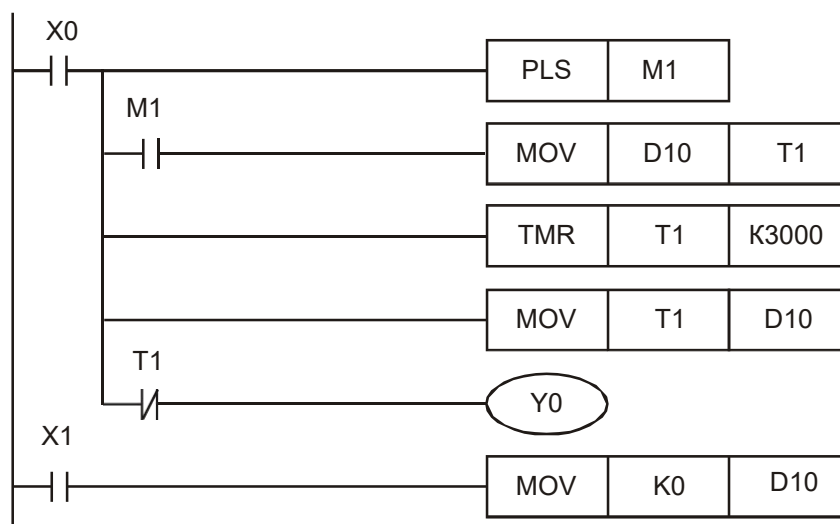 X0
PLS M1
M1
MOV D10 T1
TMR T1 K3000
MOV T1 D10
T1
Y0
X1
MOV K0 D10